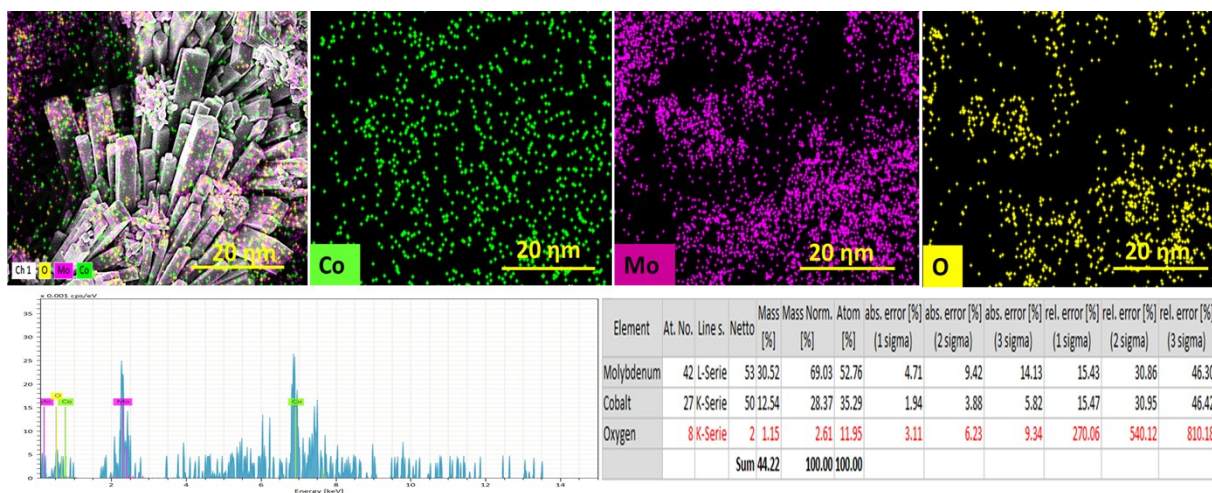 Ch 1 O Mo Co
20 ηm
Co
20 ηm
Mo
20 ηm
O
20 ηm
x 0.001 cps/eV
35
30
25
20
15
10
5
0
Mo O Co Mo Co
2 4 6 8 10 12 14
Energy [keV]
Element At. No. Line s. Netto Mass [%] Mass Norm. [%] Atom [%] abs. error [%] (1 sigma) abs. error [%] (2 sigma) abs. error [%] (3 sigma) rel. error [%] (1 sigma) rel. error [%] (2 sigma) rel. error [%] (3 sigma)
Molybdenum 42 L-Serie 53 30.52 69.03 52.76 4.71 9.42 14.13 15.43 30.86 46.30
Cobalt 27 K-Serie 50 12.54 28.37 35.29 1.94 3.88 5.82 15.47 30.95 46.42
Oxygen 8 K-Serie 2 1.15 2.61 11.95 3.11 6.23 9.34 270.06 540.12 810.18
Sum 44.22 100.00 100.00